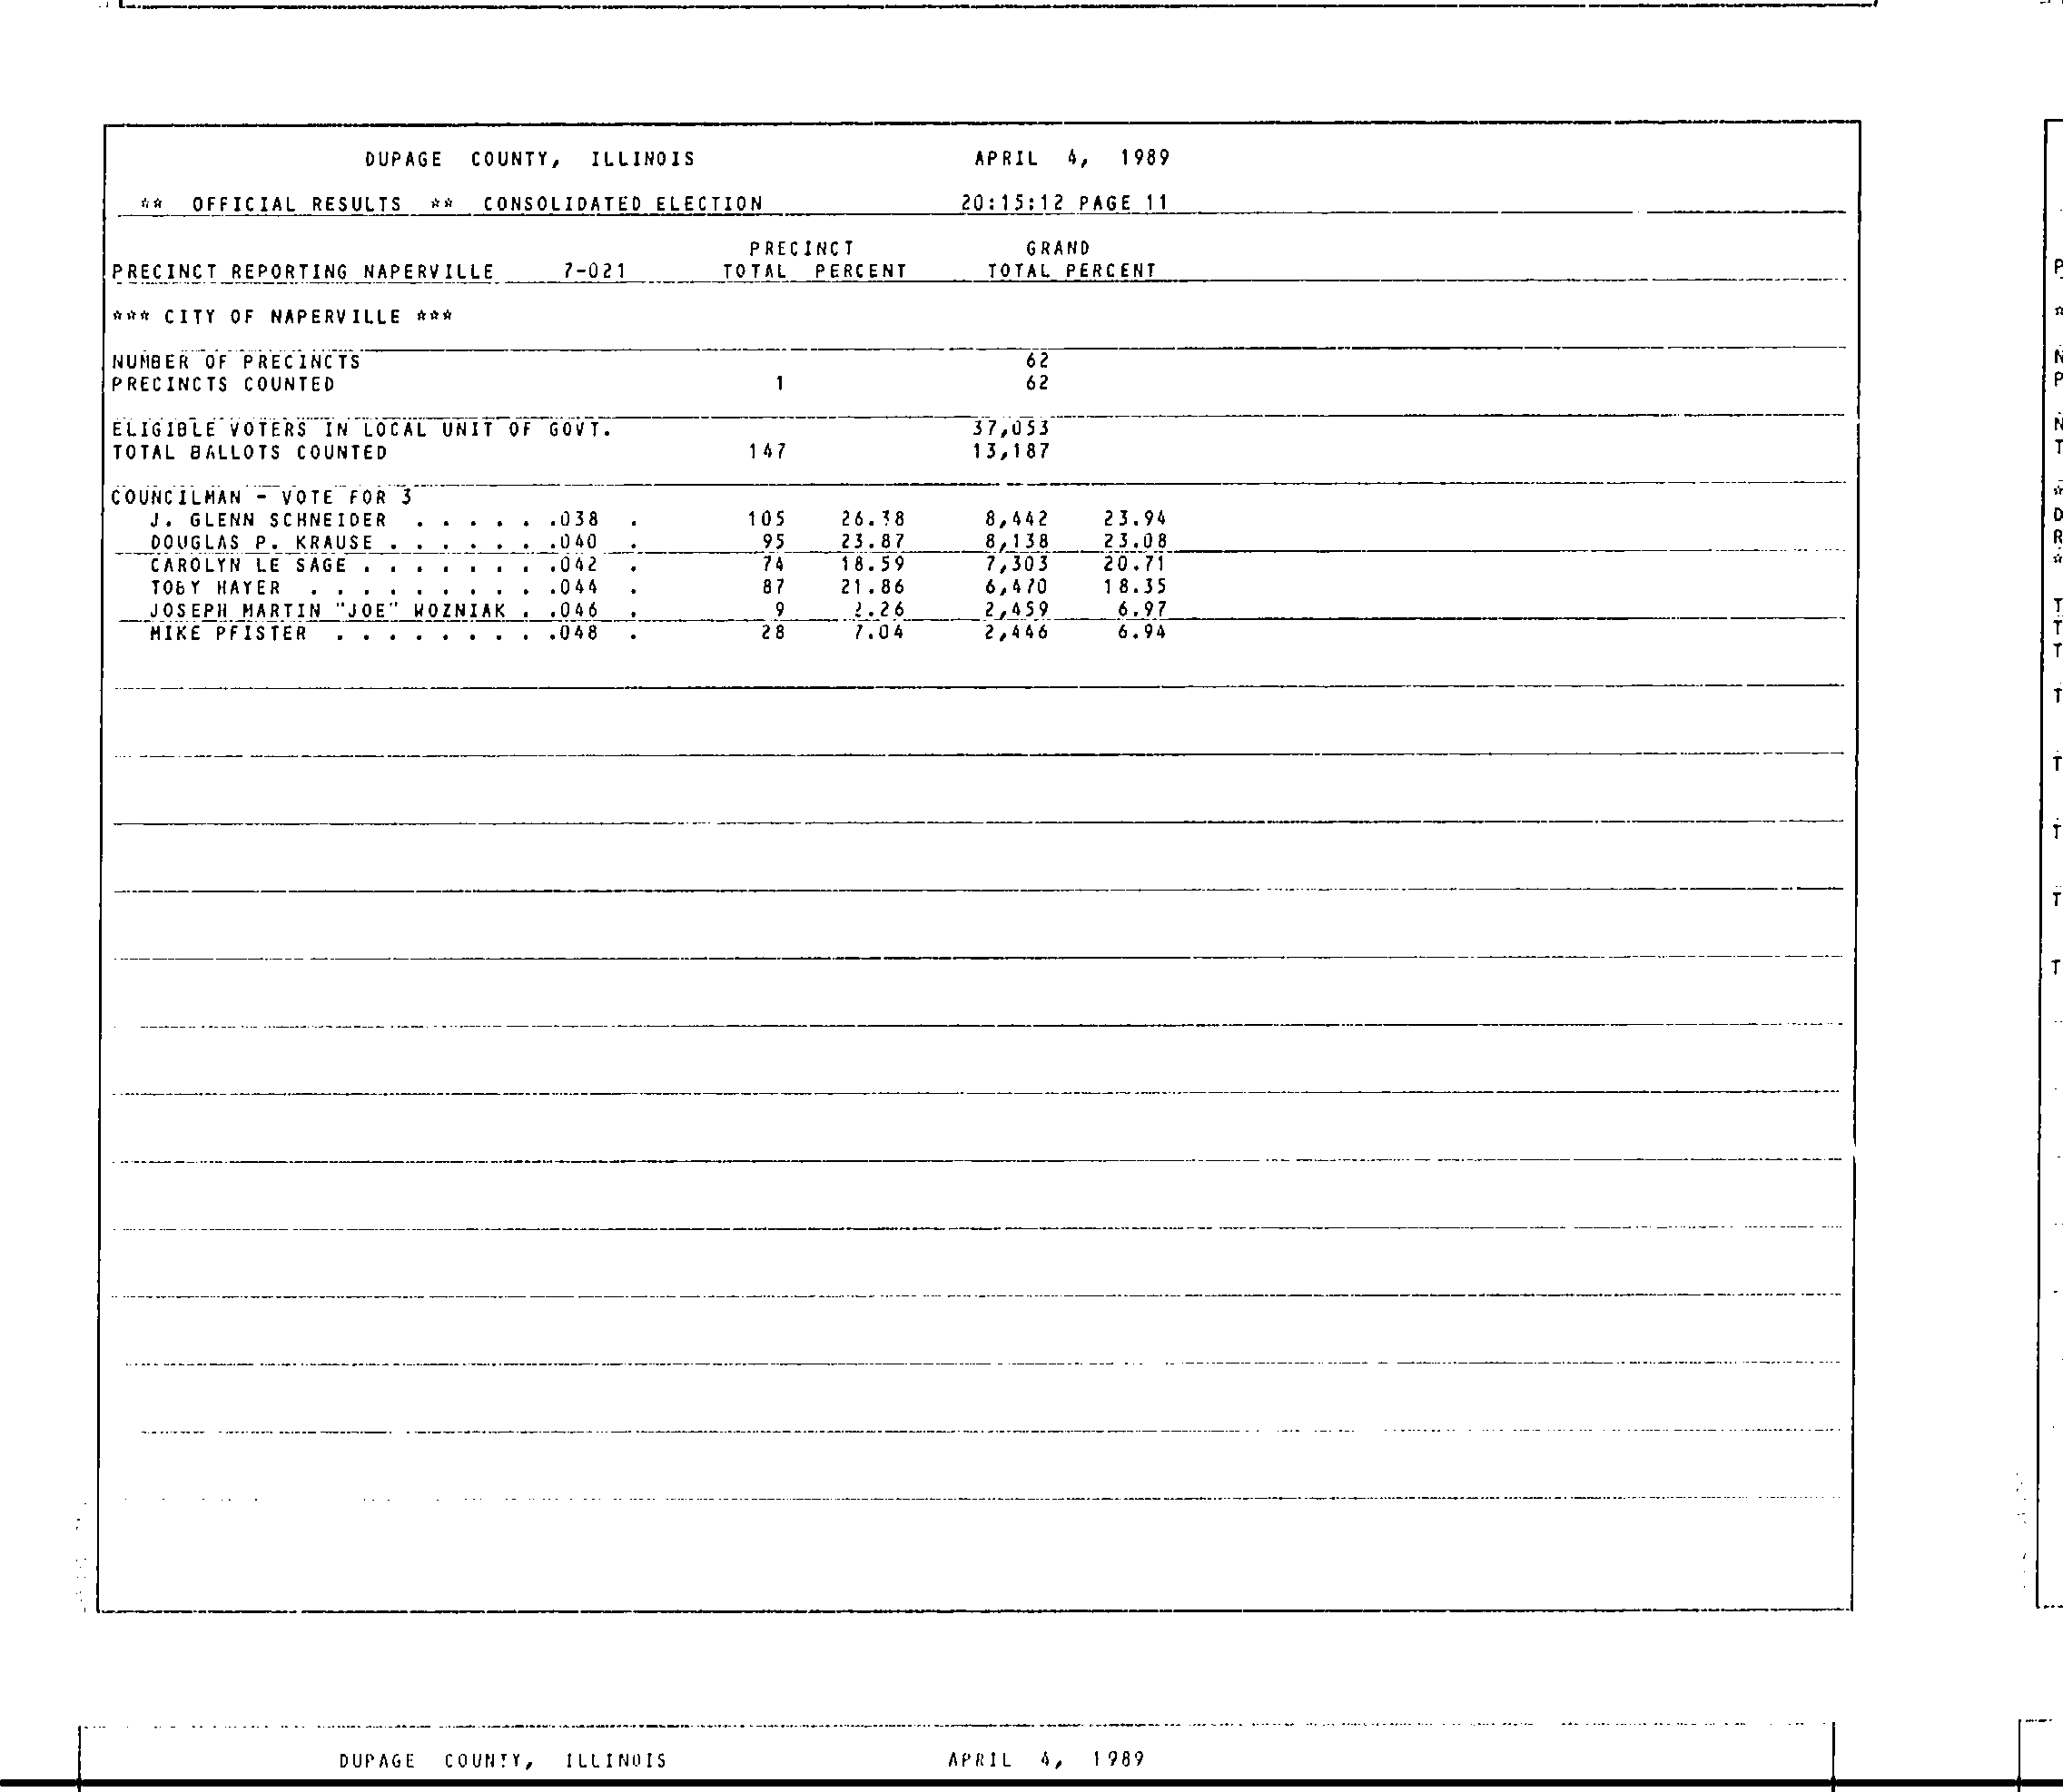 DUPAGE COUNTY, ILLINOIS APRIL 4, 1989
** OFFICIAL RESULTS ** CONSOLIDATED ELECTION 20:15:12 PAGE 11
PRECINCT GRAND
PRECINCT REPORTING NAPERVILLE 7-021 TOTAL PERCENT TOTAL PERCENT
*** CITY OF NAPERVILLE ***
NUMBER OF PRECINCTS 62
PRECINCTS COUNTED 1 62
ELIGIBLE VOTERS IN LOCAL UNIT OF GOVT. 37,053
TOTAL BALLOTS COUNTED 147 13,187
COUNCILMAN - VOTE FOR 3
J. GLENN SCHNEIDER . . . . . .038 . 105 26.38 8,442 23.94
DOUGLAS P. KRAUSE . . . . . . .040 . 95 23.87 8,138 23.08
CAROLYN LE SAGE . . . . . . . .042 . 74 18.59 7,303 20.71
TOBY HAYER . . . . . . . . . .044 . 87 21.86 6,470 18.35
JOSEPH MARTIN "JOE" WOZNIAK . .046 . 9 2.26 2,459 6.97
MIKE PFISTER . . . . . . . . .048 . 28 7.04 2,446 6.94
DUPAGE COUNTY, ILLINOIS APRIL 4, 1989